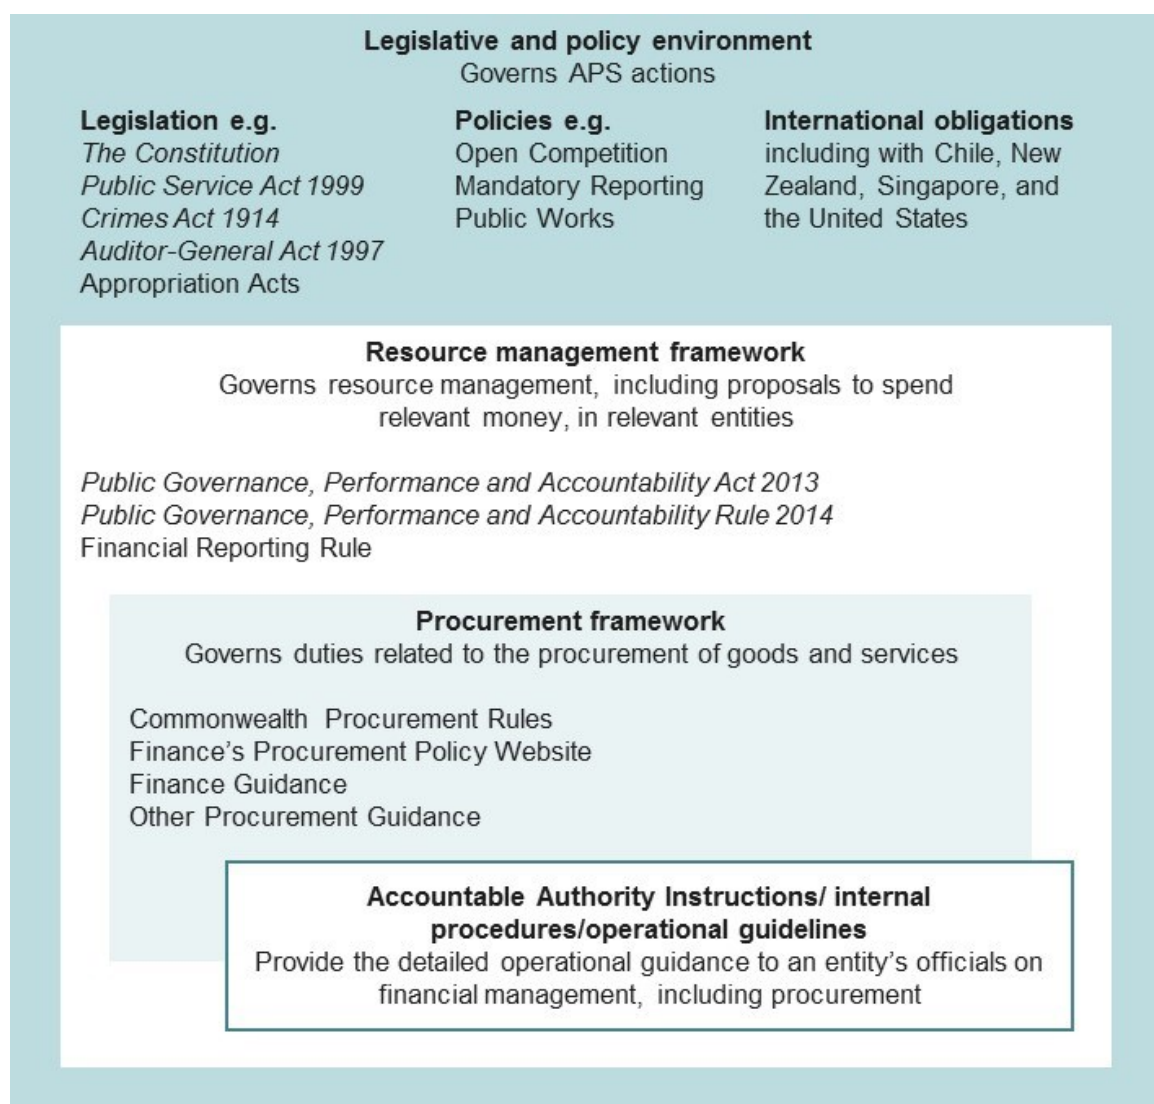 Legislative and policy environment
Governs APS actions
Legislation e.g.
The Constitution
Public Service Act 1999
Crimes Act 1914
Auditor-General Act 1997
Appropriation Acts
Policies e.g.
Open Competition
Mandatory Reporting
Public Works
International obligations
including with Chile, New
Zealand, Singapore, and
the United States
Resource management framework
Governs resource management, including proposals to spend
relevant money, in relevant entities
Public Governance, Performance and Accountability Act 2013
Public Governance, Performance and Accountability Rule 2014
Financial Reporting Rule
Procurement framework
Governs duties related to the procurement of goods and services
Commonwealth Procurement Rules
Finance’s Procurement Policy Website
Finance Guidance
Other Procurement Guidance
Accountable Authority Instructions/ internal
procedures/operational guidelines
Provide the detailed operational guidance to an entity’s officials on
financial management, including procurement